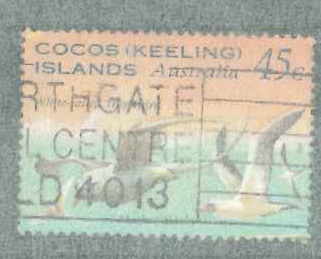 COCOS (KEELING)
ISLANDS Australia 45c
RTHGATE
L CENTRE
LD 4013